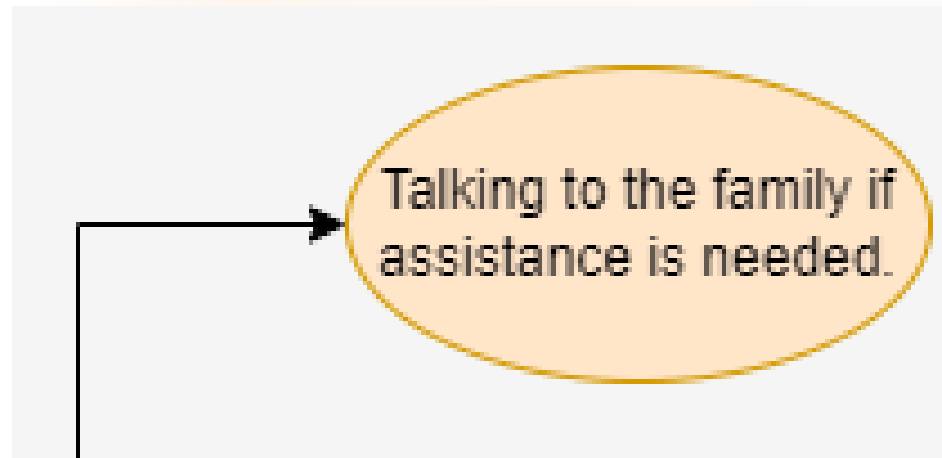 Talking to the family if
assistance is needed.